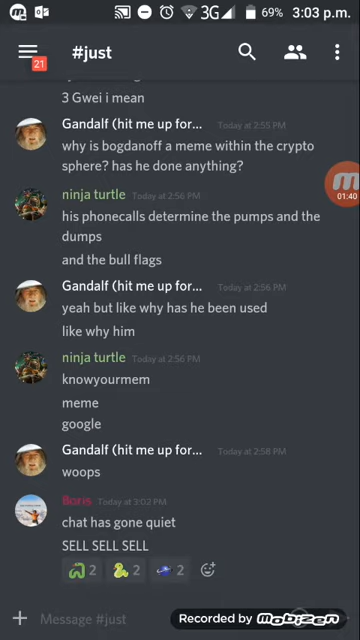 3G 69% 3:03 p.m.
21
#just
3 Gwei i mean
Gandalf (hit me up for... Today at 2:55 PM
why is bogdanoff a meme within the crypto
sphere? has he done anything?
01:40
ninja turtle Today at 2:56 PM
his phonecalls determine the pumps and the
dumps
and the bull flags
Gandalf (hit me up for... Today at 2:56 PM
yeah but like why has he been used
like why him
ninja turtle Today at 2:56 PM
knowyourmem
meme
google
Gandalf (hit me up for... Today at 2:58 PM
woops
Boris Today at 3:02 PM
chat has gone quiet
SELL SELL SELL
2 2 2
Message #just
Recorded by mobizen